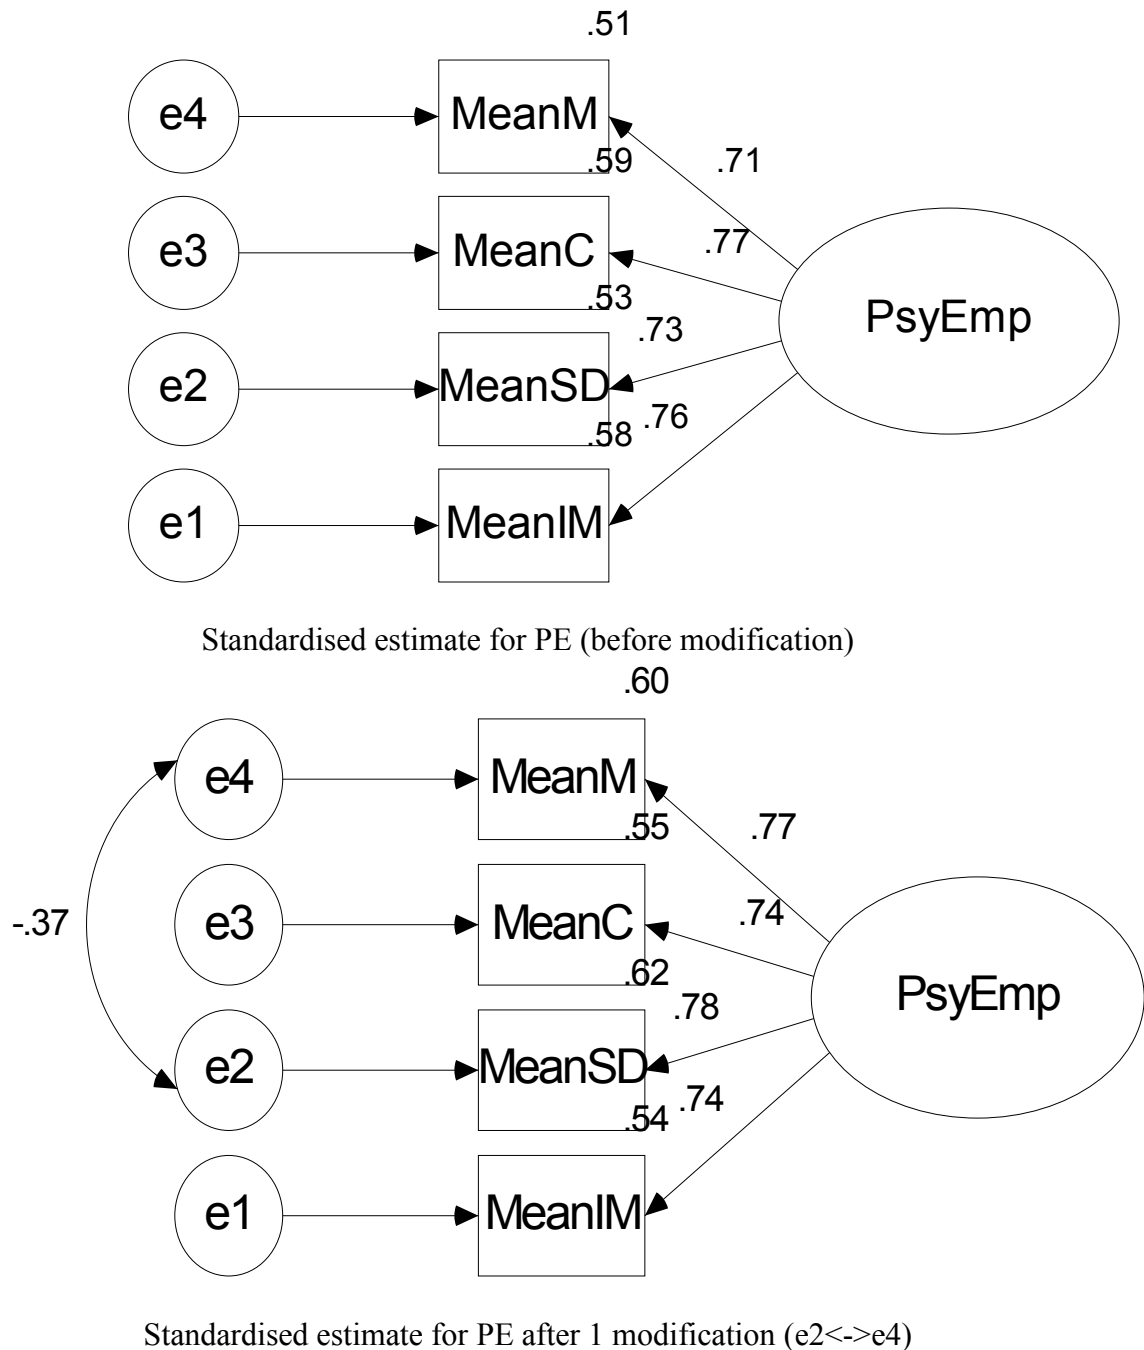 .51
e4
MeanM
.59
.71
e3
MeanC
.77
.53
PsyEmp
.73
e2
MeanSD
.58
.76
e1
MeanIM
Standardised estimate for PE (before modification)
.60
e4
MeanM
.55
.77
-.37
e3
MeanC
.74
.62
PsyEmp
.78
e2
MeanSD
.54
.74
e1
MeanIM
Standardised estimate for PE after 1 modification (e2<->e4)